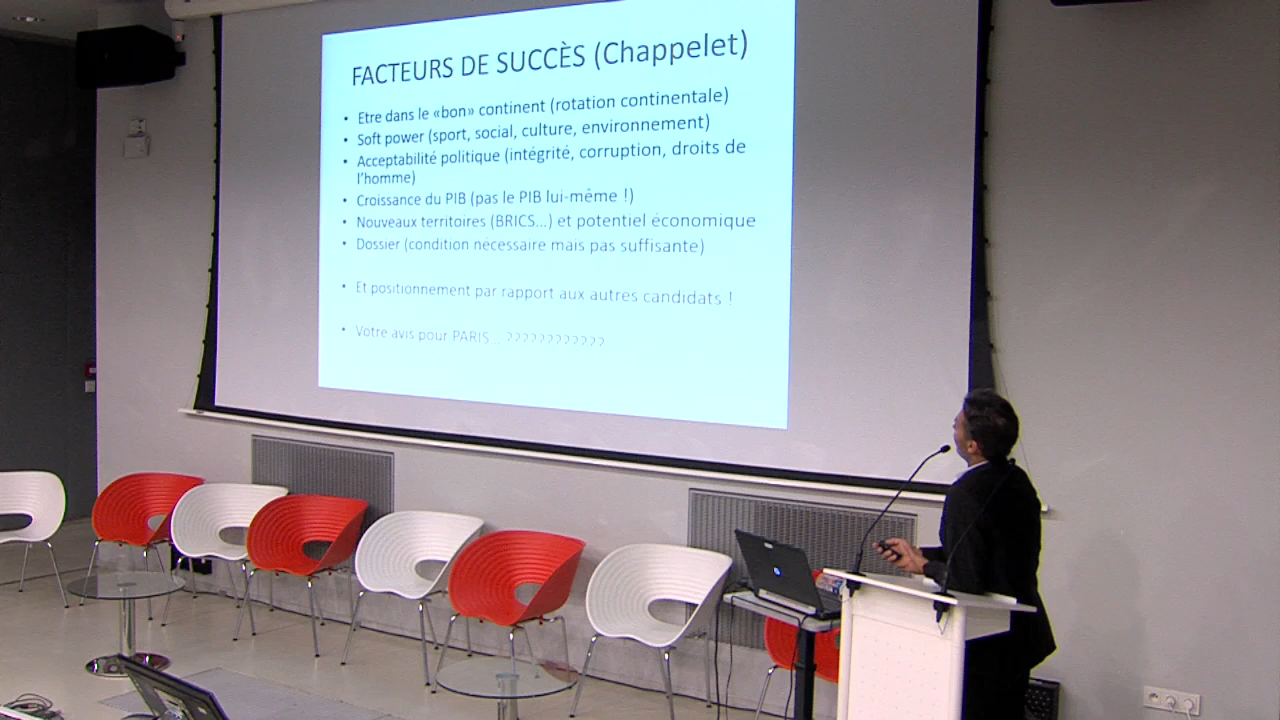 FACTEURS DE SUCCÈS (Chappelet)
• Etre dans le «bon» continent (rotation continentale)
• Soft power (sport, social, culture, environnement)
• Acceptabilité politique (intégrité, corruption, droits de
l'homme)
• Croissance du PIB (pas le PIB lui-même !)
• Nouveaux territoires (BRICS...) et potentiel économique
• Dossier (condition nécessaire mais pas suffisante)
• Et positionnement par rapport aux autres candidats !
• Votre avis pour PARIS... ????????????